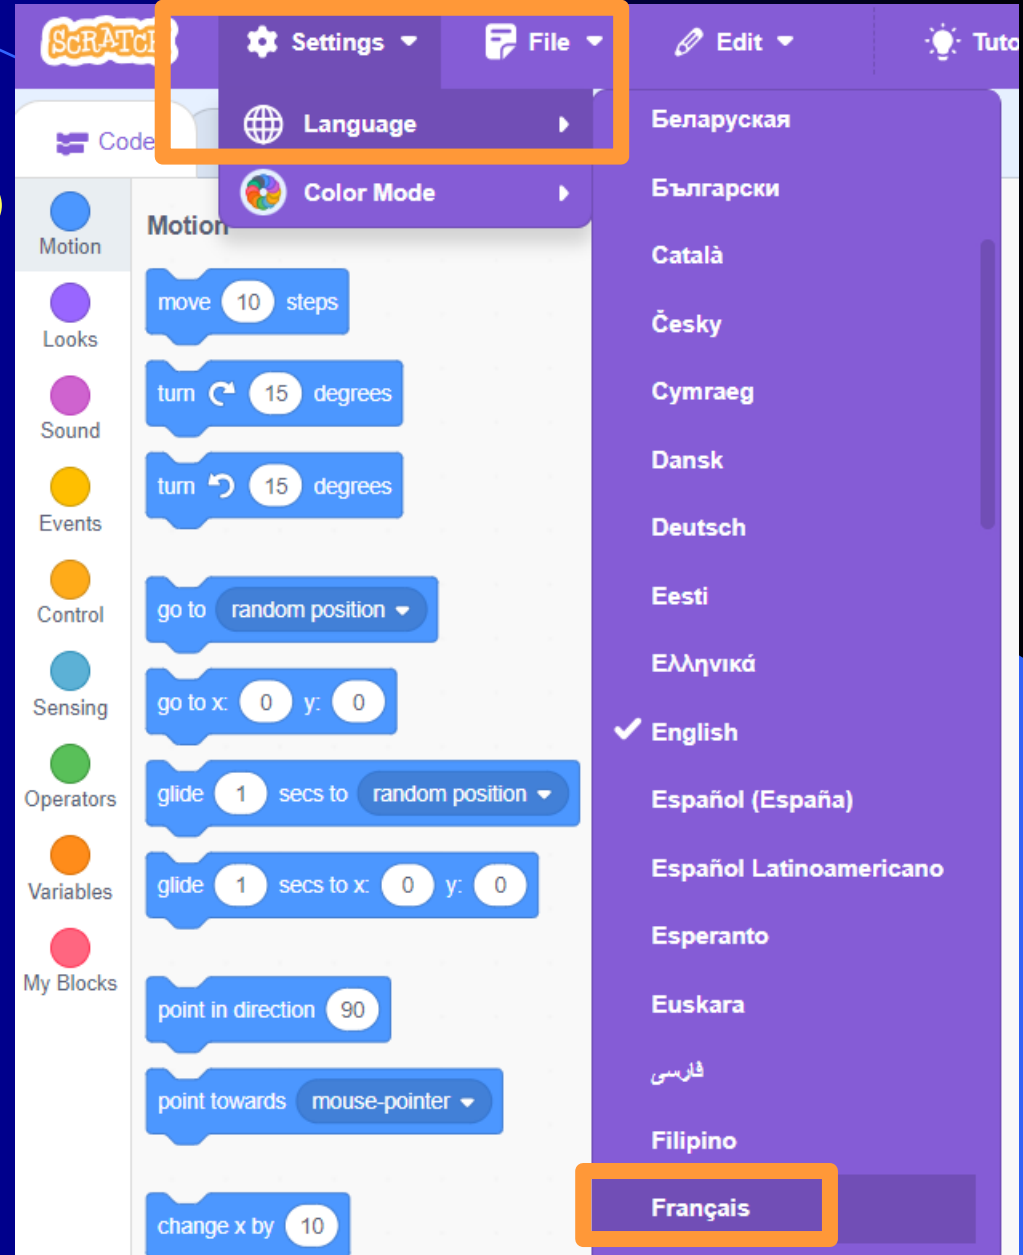 SCRATCH
Settings
File
Edit
Tuto
Code
Language
Color Mode
Motion
Looks
Sound
Events
Control
Sensing
Operators
Variables
My Blocks
Motion
move 10 steps
turn 15 degrees
turn 15 degrees
go to random position
go to x: 0 y: 0
glide 1 secs to random position
glide 1 secs to x: 0 y: 0
point in direction 90
point towards mouse-pointer
change x by 10
Беларуская
Български
Català
Česky
Cymraeg
Dansk
Deutsch
Eesti
Ελληνικά
English
Español (España)
Español Latinoamericano
Esperanto
Euskara
فارسی
Filipino
Français